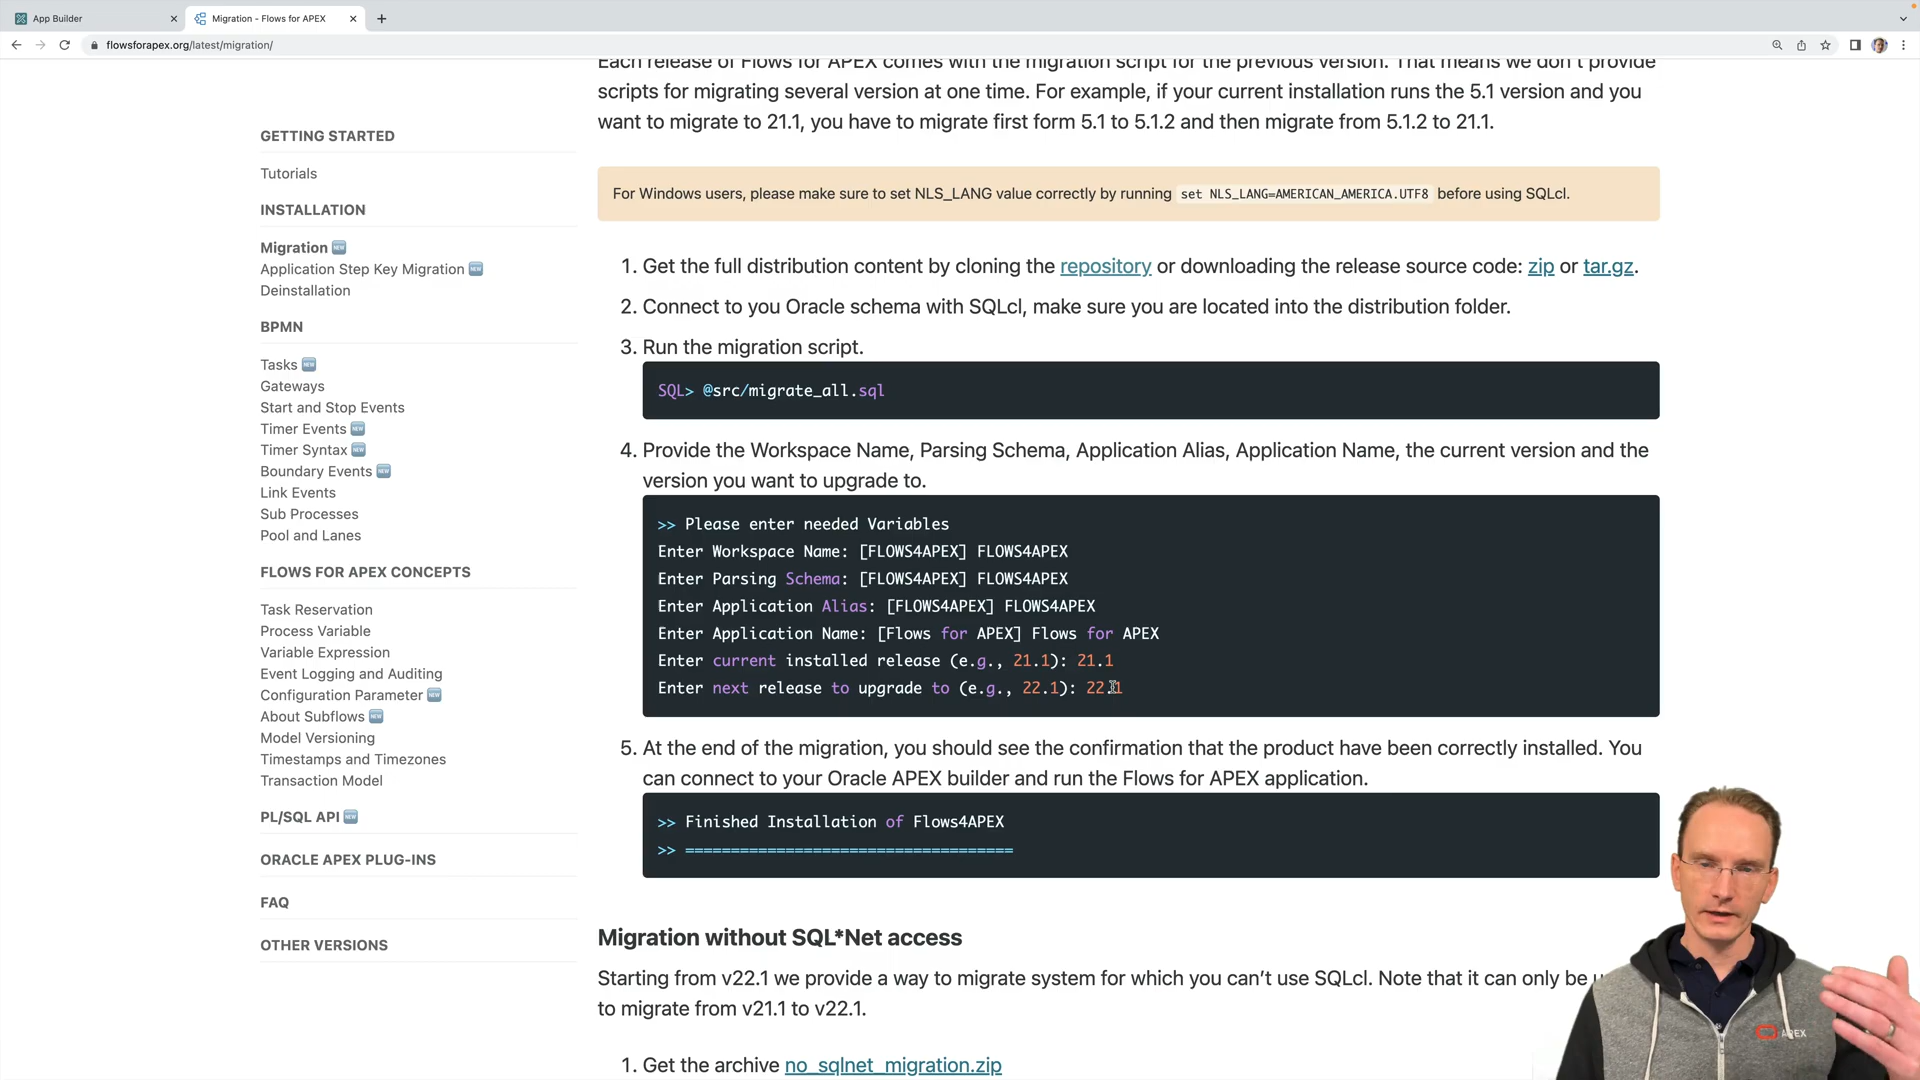 App Builder
Migration - Flows for APEX
flowsforapex.org/latest/migration/
Each release of Flows for APEX comes with the migration script for the previous version. That means we don't provide
scripts for migrating several version at one time. For example, if your current installation runs the 5.1 version and you
want to migrate to 21.1, you have to migrate first form 5.1 to 5.1.2 and then migrate from 5.1.2 to 21.1.
For Windows users, please make sure to set NLS_LANG value correctly by running set NLS_LANG=AMERICAN_AMERICA.UTF8 before using SQLcl.
1. Get the full distribution content by cloning the repository or downloading the release source code: zip or tar.gz.
2. Connect to you Oracle schema with SQLcl, make sure you are located into the distribution folder.
3. Run the migration script.
SQL> @src/migrate_all.sql
4. Provide the Workspace Name, Parsing Schema, Application Alias, Application Name, the current version and the
version you want to upgrade to.
>> Please enter needed Variables
Enter Workspace Name: [FLOWS4APEX] FLOWS4APEX
Enter Parsing Schema: [FLOWS4APEX] FLOWS4APEX
Enter Application Alias: [FLOWS4APEX] FLOWS4APEX
Enter Application Name: [Flows for APEX] Flows for APEX
Enter current installed release (e.g., 21.1): 21.1
Enter next release to upgrade to (e.g., 22.1): 22.1
5. At the end of the migration, you should see the confirmation that the product have been correctly installed. You
can connect to your Oracle APEX builder and run the Flows for APEX application.
>> Finished Installation of Flows4APEX
>> ====================================
Migration without SQL*Net access
Starting from v22.1 we provide a way to migrate system for which you can't use SQLcl. Note that it can only be
to migrate from v21.1 to v22.1.
1. Get the archive no_sqlnet_migration.zip
GETTING STARTED
Tutorials
INSTALLATION
Migration NEW
Application Step Key Migration NEW
Deinstallation
BPMN
Tasks NEW
Gateways
Start and Stop Events
Timer Events NEW
Timer Syntax NEW
Boundary Events NEW
Link Events
Sub Processes
Pool and Lanes
FLOWS FOR APEX CONCEPTS
Task Reservation
Process Variable
Variable Expression
Event Logging and Auditing
Configuration Parameter NEW
About Subflows NEW
Model Versioning
Timestamps and Timezones
Transaction Model
PL/SQL API NEW
ORACLE APEX PLUG-INS
FAQ
OTHER VERSIONS
APEX